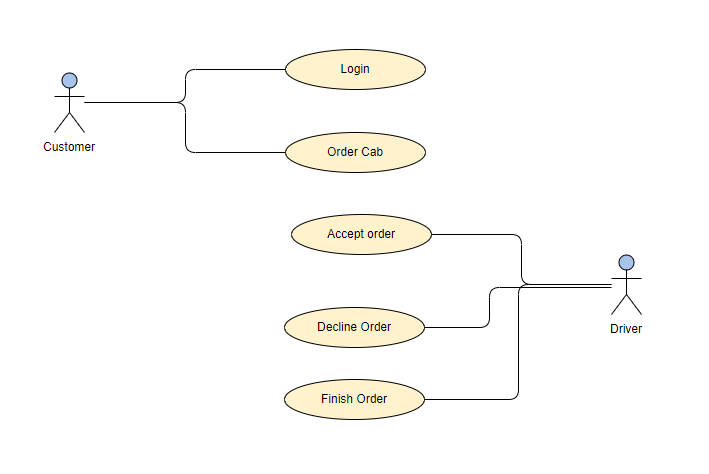 Login
Customer
Order Cab
Accept order
Decline Order
Driver
Finish Order